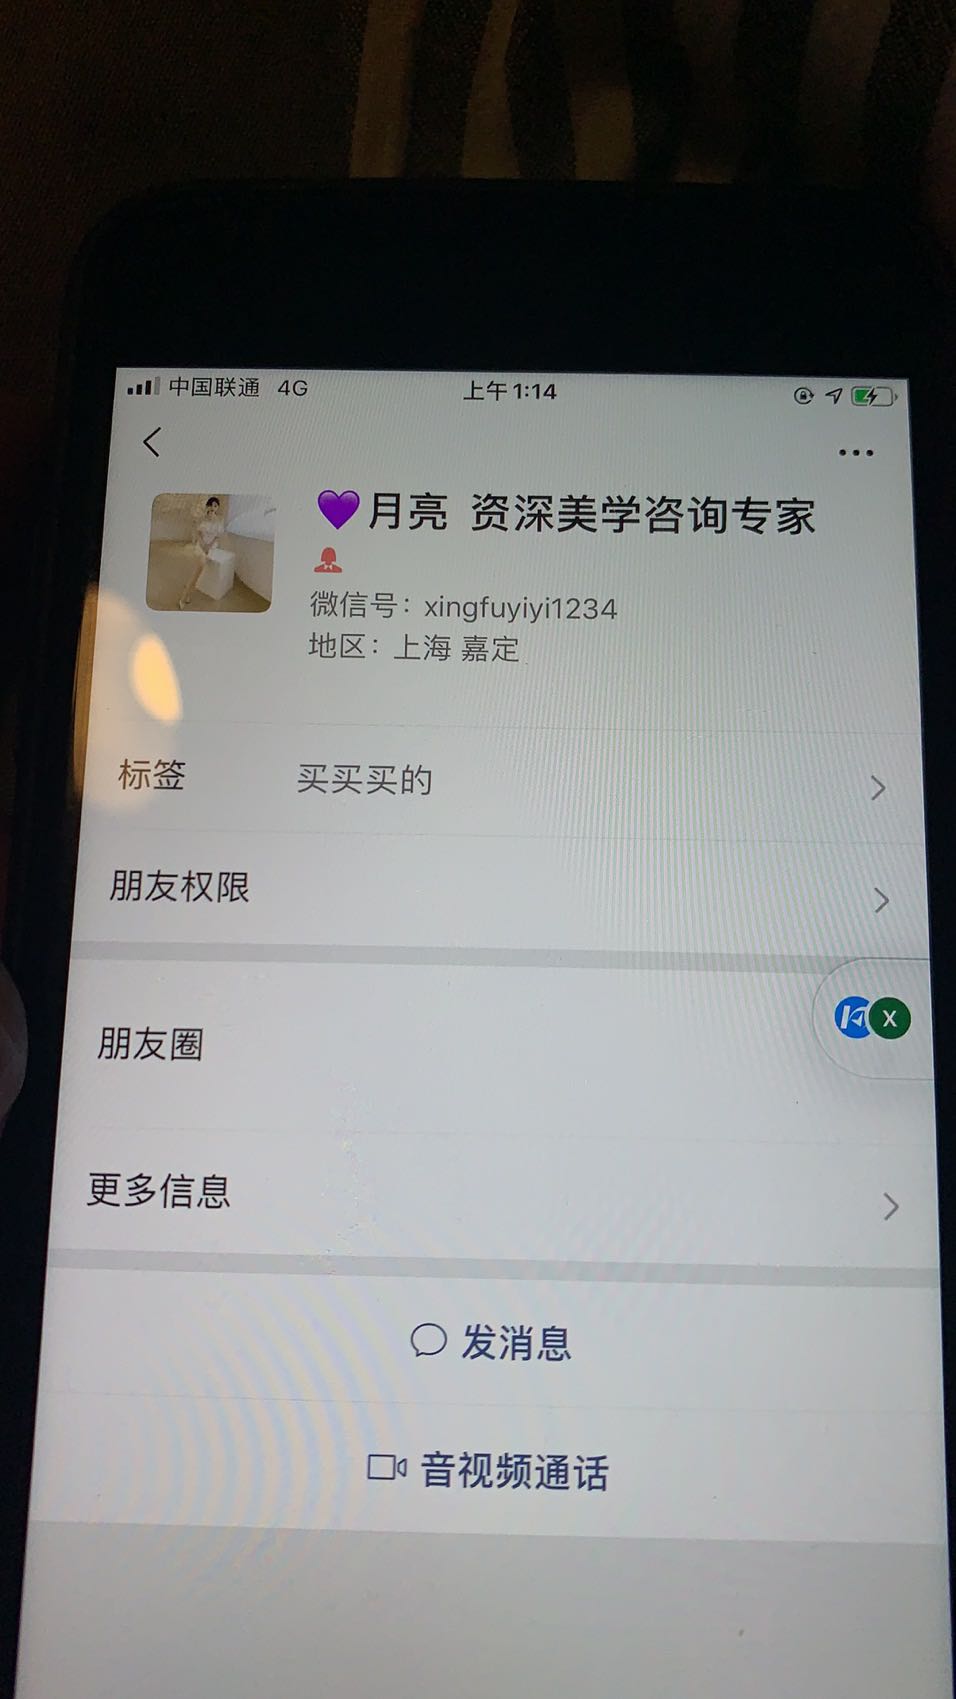 中国联通 4G 上午1:14
💜月亮 资深美学咨询专家
微信号：xingfuyiyi1234
地区：上海 嘉定
标签 买买买的
朋友权限
X
朋友圈
更多信息
发消息
音视频通话